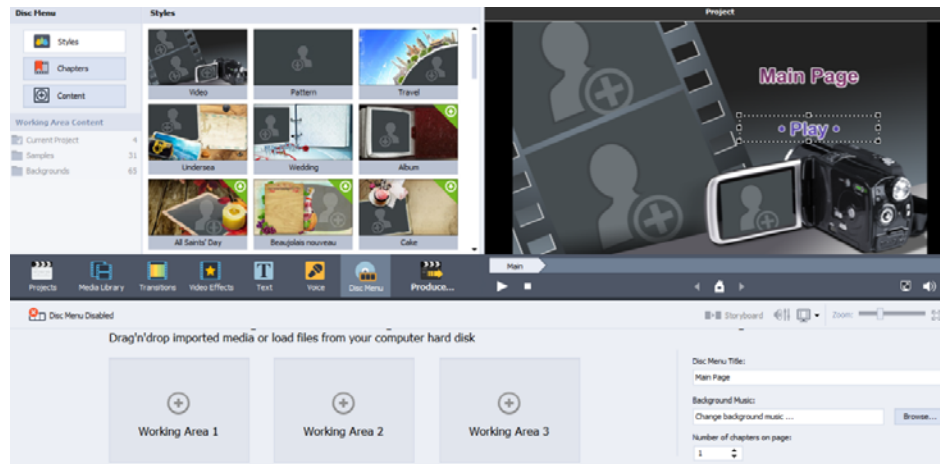 Disc Menu
Styles
Project
Styles
Chapters
Content
Working Area Content
Current Project 4
Samples 31
Backgrounds 65
Video
Pattern
Travel
Undersea
Wedding
Album
All Saints' Day
Beaujolais nouveau
Cake
Main Page
• Play •
Projects
Media Library
Transitions
Video Effects
Text
Voice
Disc Menu
Produce...
Main
Disc Menu Disabled
Storyboard
Zoom:
Drag'n'drop imported media or load files from your computer hard disk
Working Area 1
Working Area 2
Working Area 3
Disc Menu Title:
Main Page
Background Music:
Change background music ...
Browse...
Number of chapters on page:
1